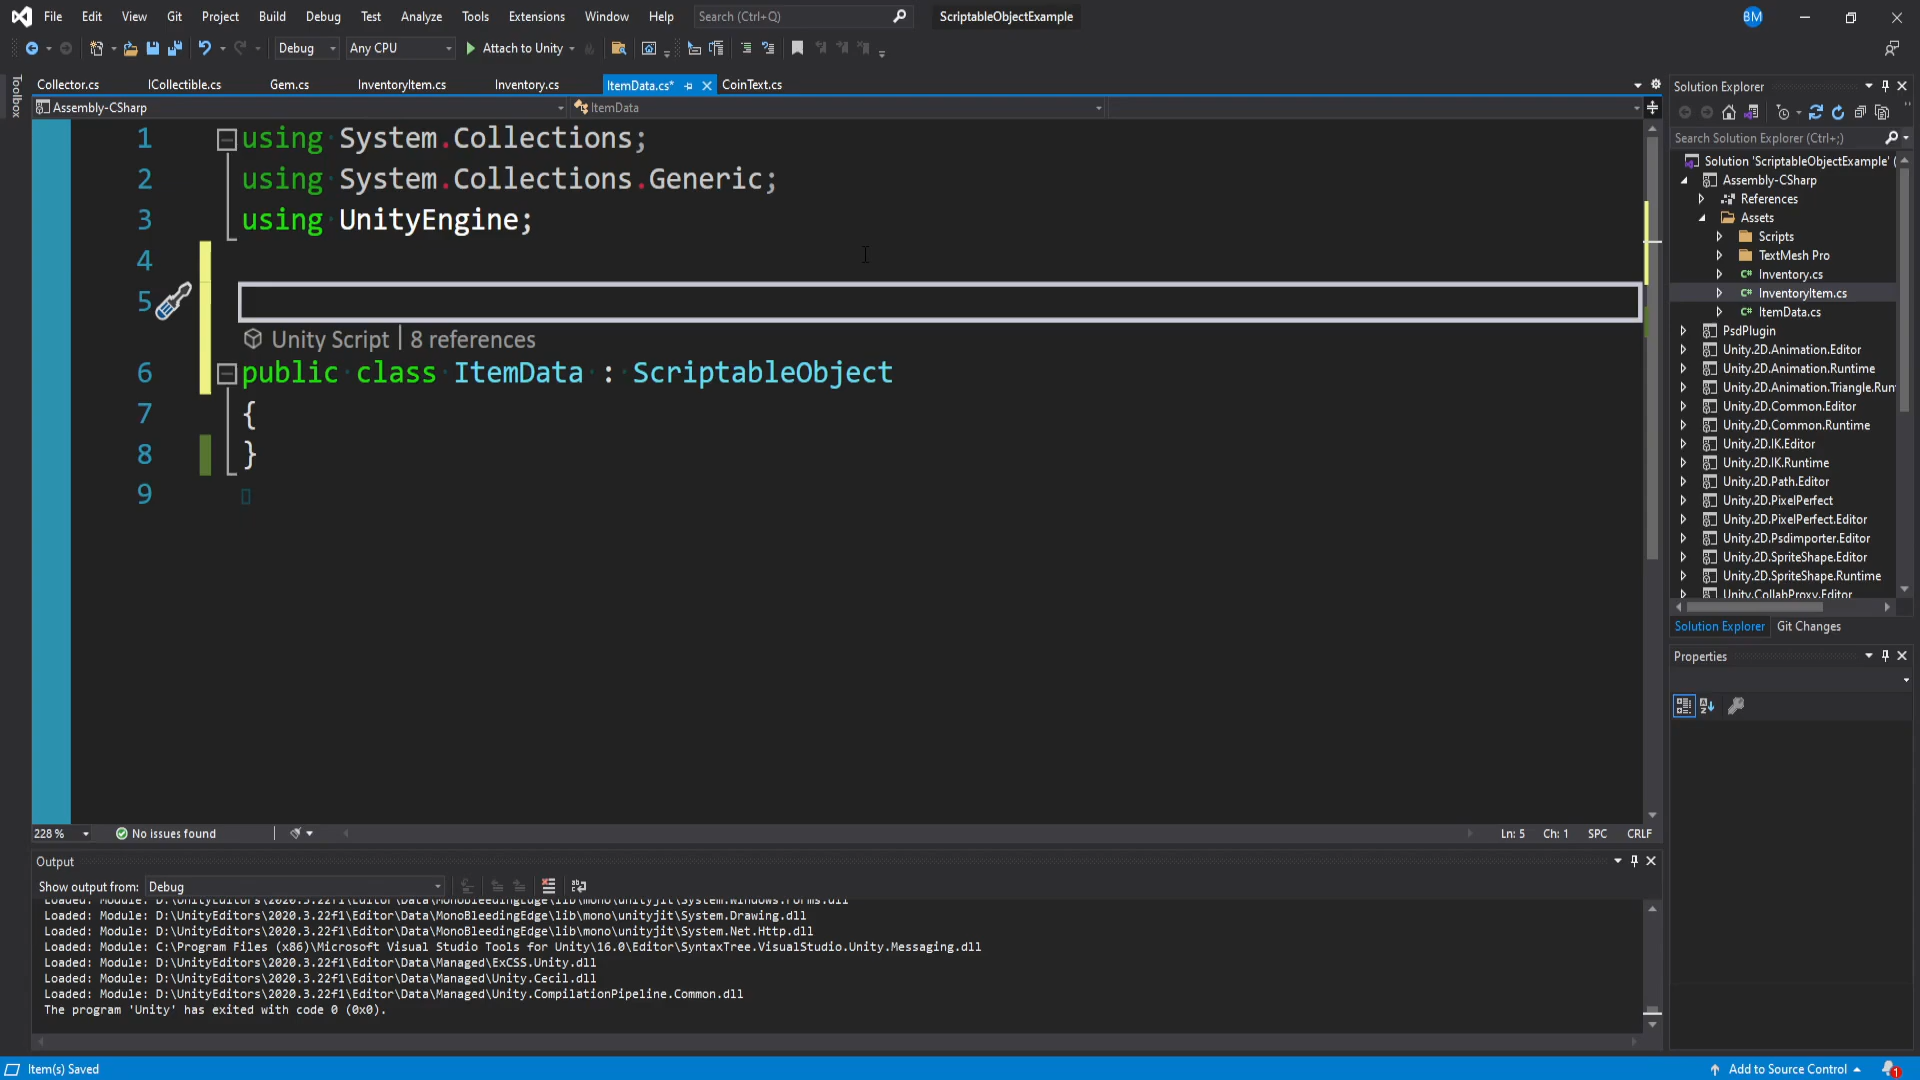 File Edit View Git Project Build Debug Test Analyze Tools Extensions Window Help Search (Ctrl+Q) ScriptableObjectExample BM
Debug Any CPU Attach to Unity
Toolbox
Collector.cs ICollectible.cs Gem.cs InventoryItem.cs Inventory.cs ItemData.cs* CoinText.cs
Assembly-CSharp ItemData
1 using System.Collections;
2 using System.Collections.Generic;
3 using UnityEngine;
4
5
Unity Script | 8 references
6 public class ItemData : ScriptableObject
7 {
8 }
9
228 % No issues found Ln: 5 Ch: 1 SPC CRLF
Output
Show output from: Debug
Loaded: Module: D:\UnityEditors\2020.3.22f1\Editor\Data\MonoBleedingEdge\lib\mono\unityjit\System.Windows.Forms.dll
Loaded: Module: D:\UnityEditors\2020.3.22f1\Editor\Data\MonoBleedingEdge\lib\mono\unityjit\System.Drawing.dll
Loaded: Module: D:\UnityEditors\2020.3.22f1\Editor\Data\MonoBleedingEdge\lib\mono\unityjit\System.Net.Http.dll
Loaded: Module: C:\Program Files (x86)\Microsoft Visual Studio Tools for Unity\16.0\Editor\SyntaxTree.VisualStudio.Unity.Messaging.dll
Loaded: Module: D:\UnityEditors\2020.3.22f1\Editor\Data\Managed\ExCSS.Unity.dll
Loaded: Module: D:\UnityEditors\2020.3.22f1\Editor\Data\Managed\Unity.Cecil.dll
Loaded: Module: D:\UnityEditors\2020.3.22f1\Editor\Data\Managed\Unity.CompilationPipeline.Common.dll
The program 'Unity' has exited with code 0 (0x0).
Solution Explorer
Search Solution Explorer (Ctrl+;)
Solution 'ScriptableObjectExample' (
Assembly-CSharp
References
Assets
Scripts
TextMesh Pro
C# Inventory.cs
C# InventoryItem.cs
C# ItemData.cs
PsdPlugin
Unity.2D.Animation.Editor
Unity.2D.Animation.Runtime
Unity.2D.Animation.Triangle.Run
Unity.2D.Common.Editor
Unity.2D.Common.Runtime
Unity.2D.IK.Editor
Unity.2D.IK.Runtime
Unity.2D.Path.Editor
Unity.2D.PixelPerfect
Unity.2D.PixelPerfect.Editor
Unity.2D.Psdimporter.Editor
Unity.2D.SpriteShape.Editor
Unity.2D.SpriteShape.Runtime
Unity.CollabProxy.Editor
Solution Explorer Git Changes
Properties
Item(s) Saved Add to Source Control 1